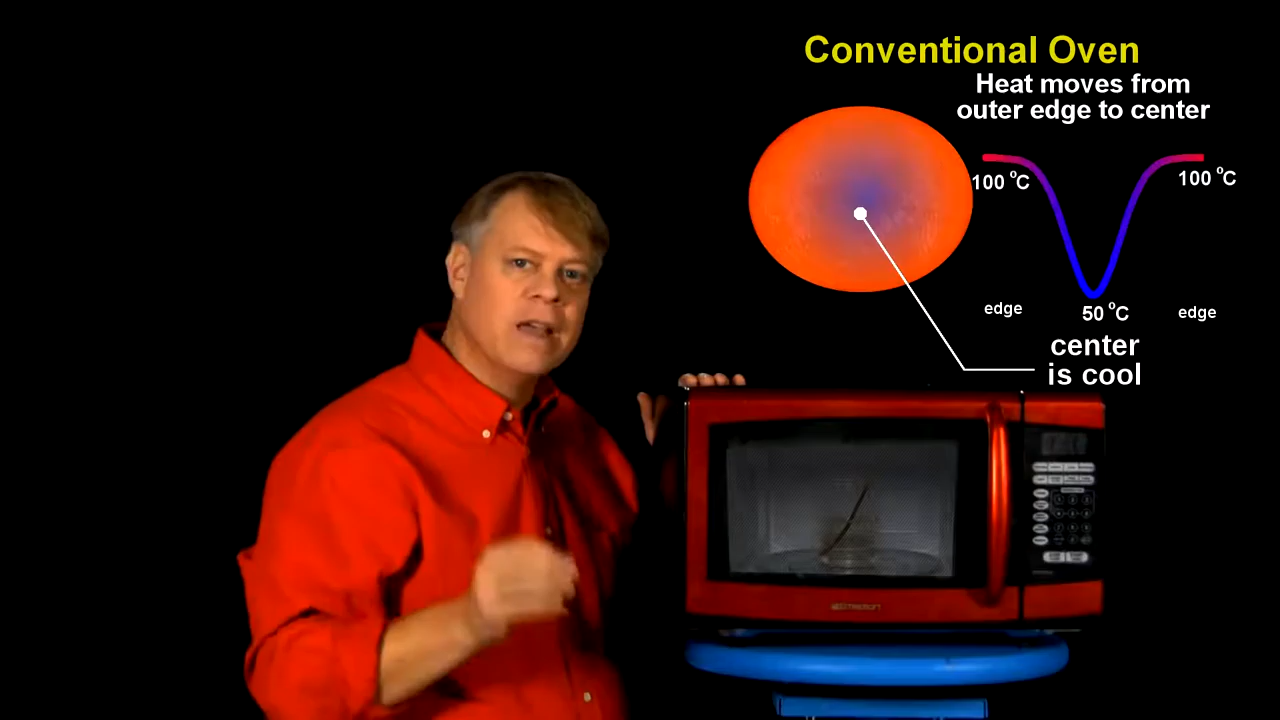 Conventional Oven
Heat moves from
outer edge to center
100 °C
100 °C
edge
50 °C
edge
center
is cool